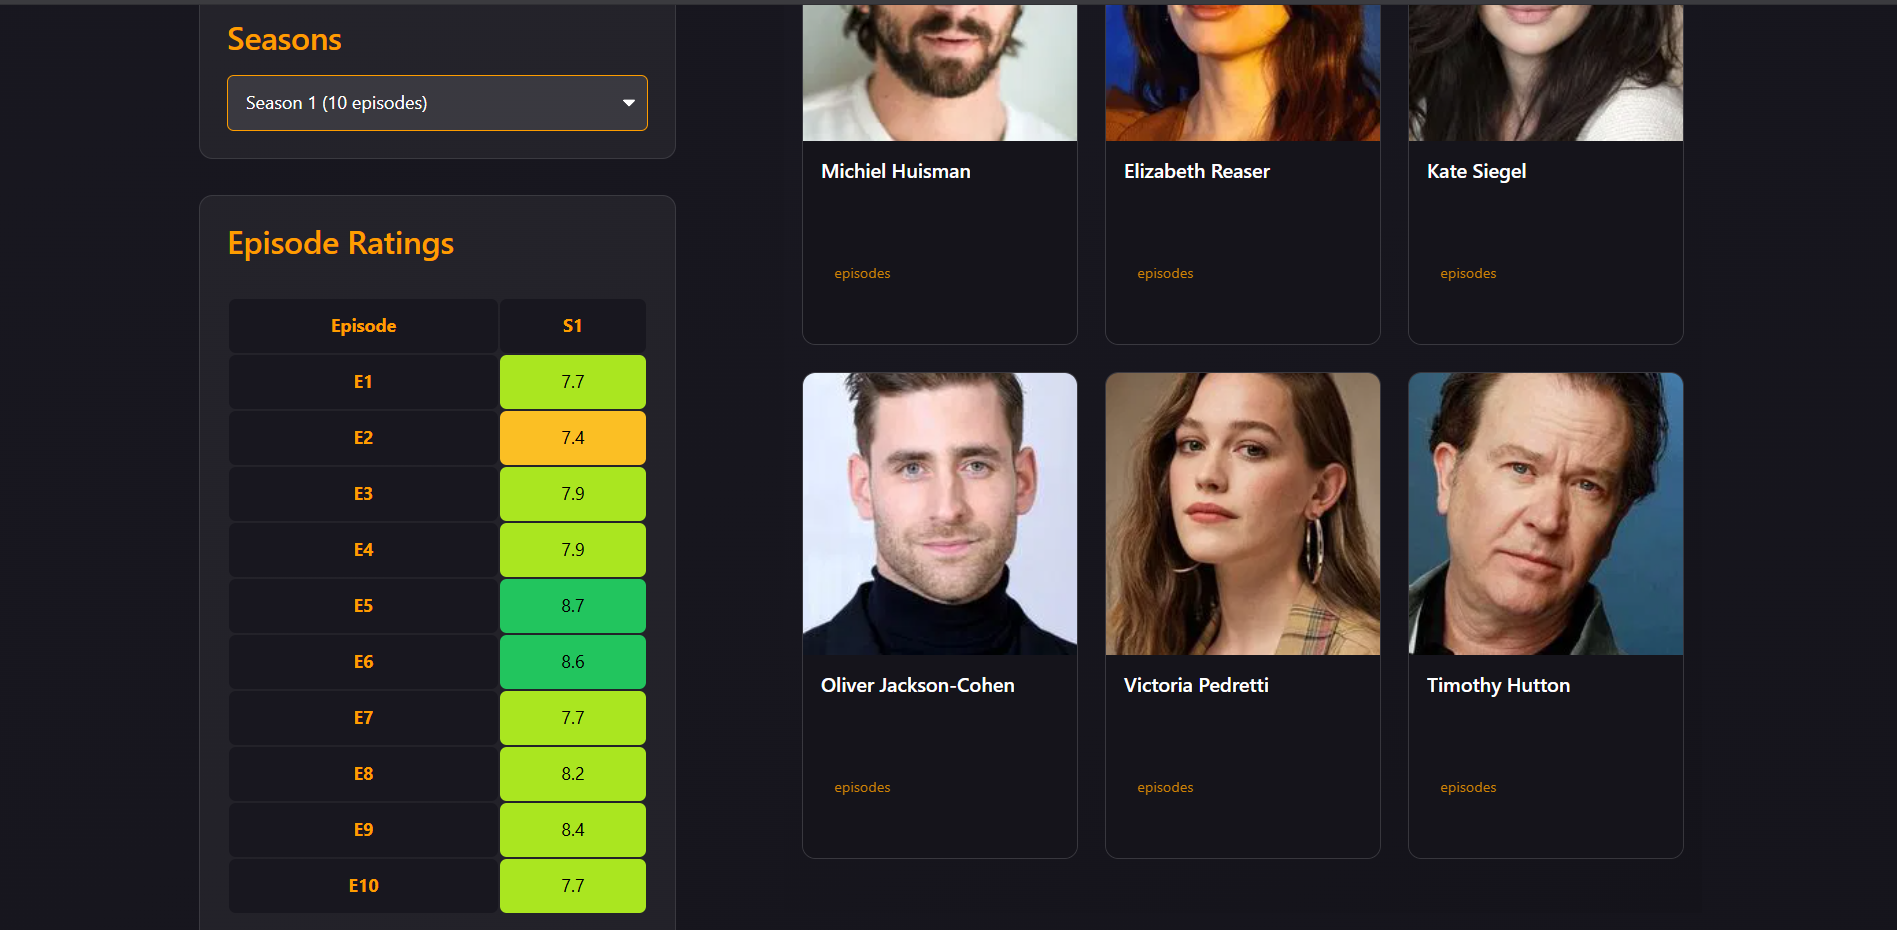 Seasons
Season 1 (10 episodes)
Episode Ratings
Episode S1
E1 7.7
E2 7.4
E3 7.9
E4 7.9
E5 8.7
E6 8.6
E7 7.7
E8 8.2
E9 8.4
E10 7.7
Michiel Huisman
episodes
Elizabeth Reaser
episodes
Kate Siegel
episodes
Oliver Jackson-Cohen
episodes
Victoria Pedretti
episodes
Timothy Hutton
episodes